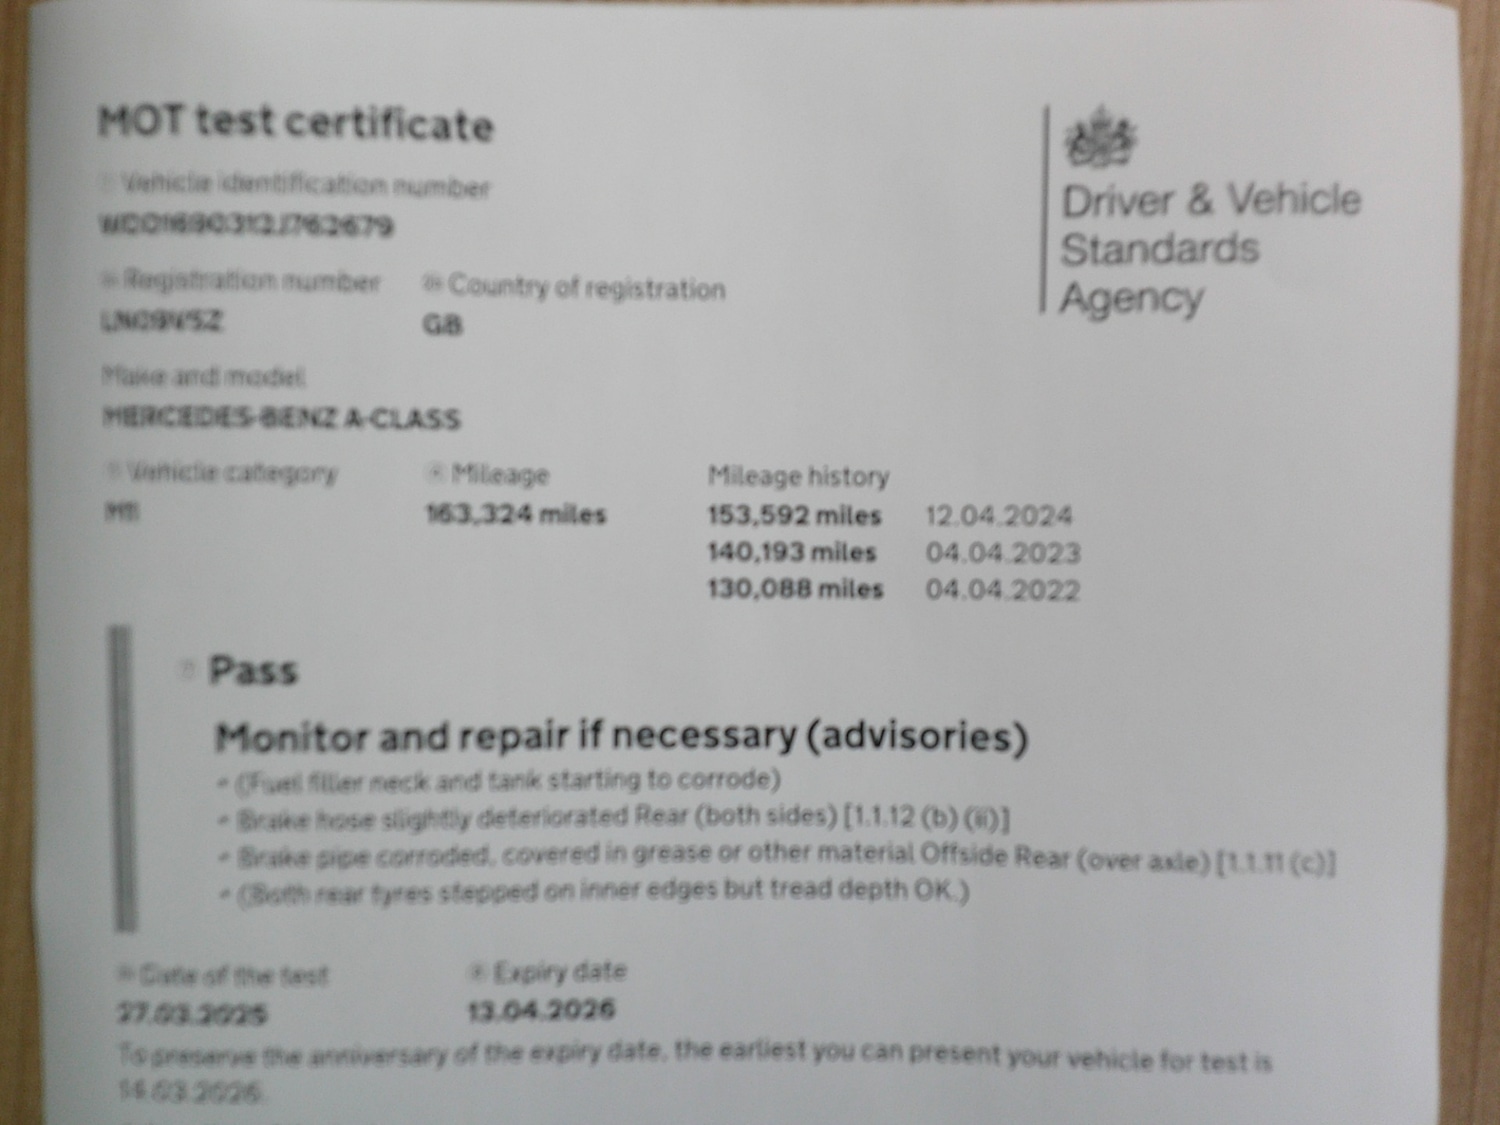 MOT test certificate
Vehicle identification number
Registration number Country of registration
GB
Make and model
MERCEDES-BENZ A-CLASS
Vehicle category Mileage Mileage history
M1 163,324 miles 153,592 miles 12.04.2024
140,193 miles 04.04.2023
130,088 miles 04.04.2022
Pass
Monitor and repair if necessary (advisories)
(Fuel filler neck and tank starting to corrode)
Brake hose slightly deteriorated Rear (both sides) [1.1.12 (b) (ii)]
Brake pipe corroded, covered in grease or other material Offside Rear (over axle) [1.1.11 (c)]
(Both rear tyres stepped on inner edges but tread depth OK.)
Date of the test Expiry date
27.03.2025 13.04.2026
To preserve the anniversary of the expiry date, the earliest you can present your vehicle for test is
14.03.2026.
Driver & Vehicle
Standards
Agency